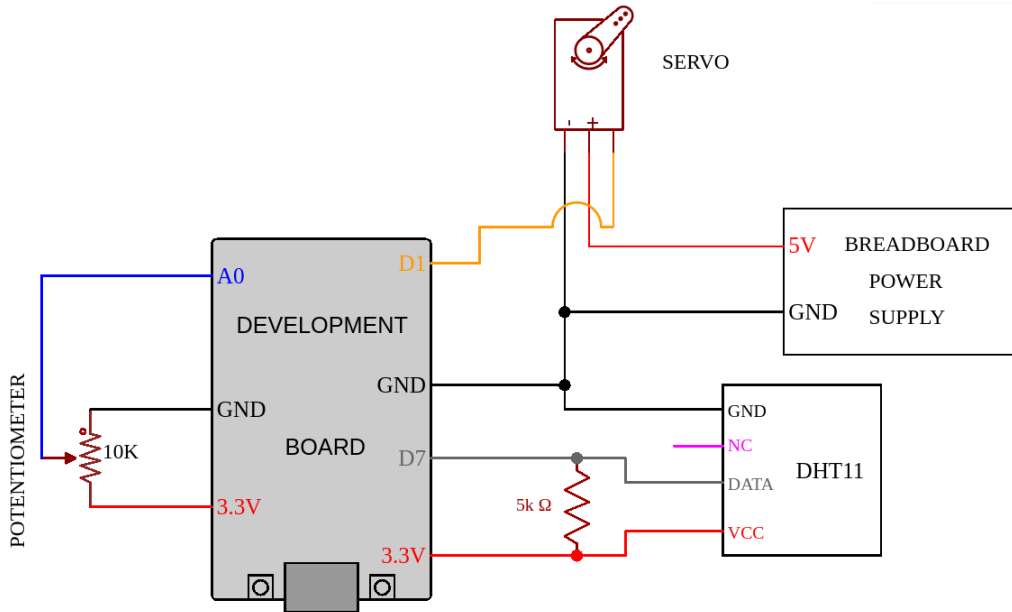 SERVO
- +
5V
BREADBOARD
POWER
SUPPLY
GND
D1
A0
DEVELOPMENT
BOARD
GND
GND
D7
3.3V
3.3V
POTENTIOMETER
10K
5k Ω
GND
NC
DATA
VCC
DHT11